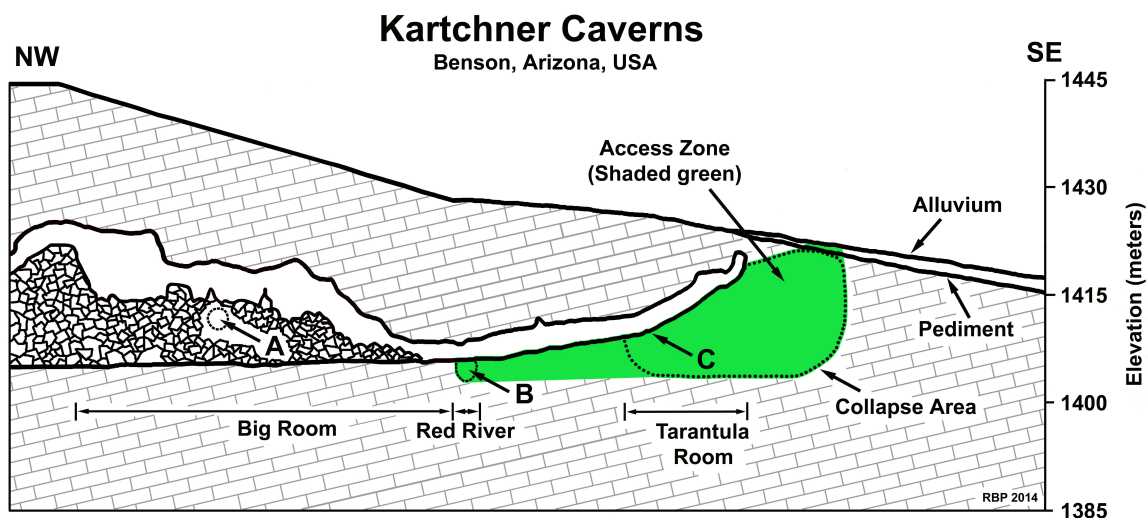 Kartchner Caverns
Benson, Arizona, USA
NW
SE
1445
Access Zone
(Shaded green)
1430
Alluvium
1415
Pediment
A
C
B
1400
Collapse Area
Big Room
Red River
Tarantula
Room
RBP 2014
1385
Elevation (meters)